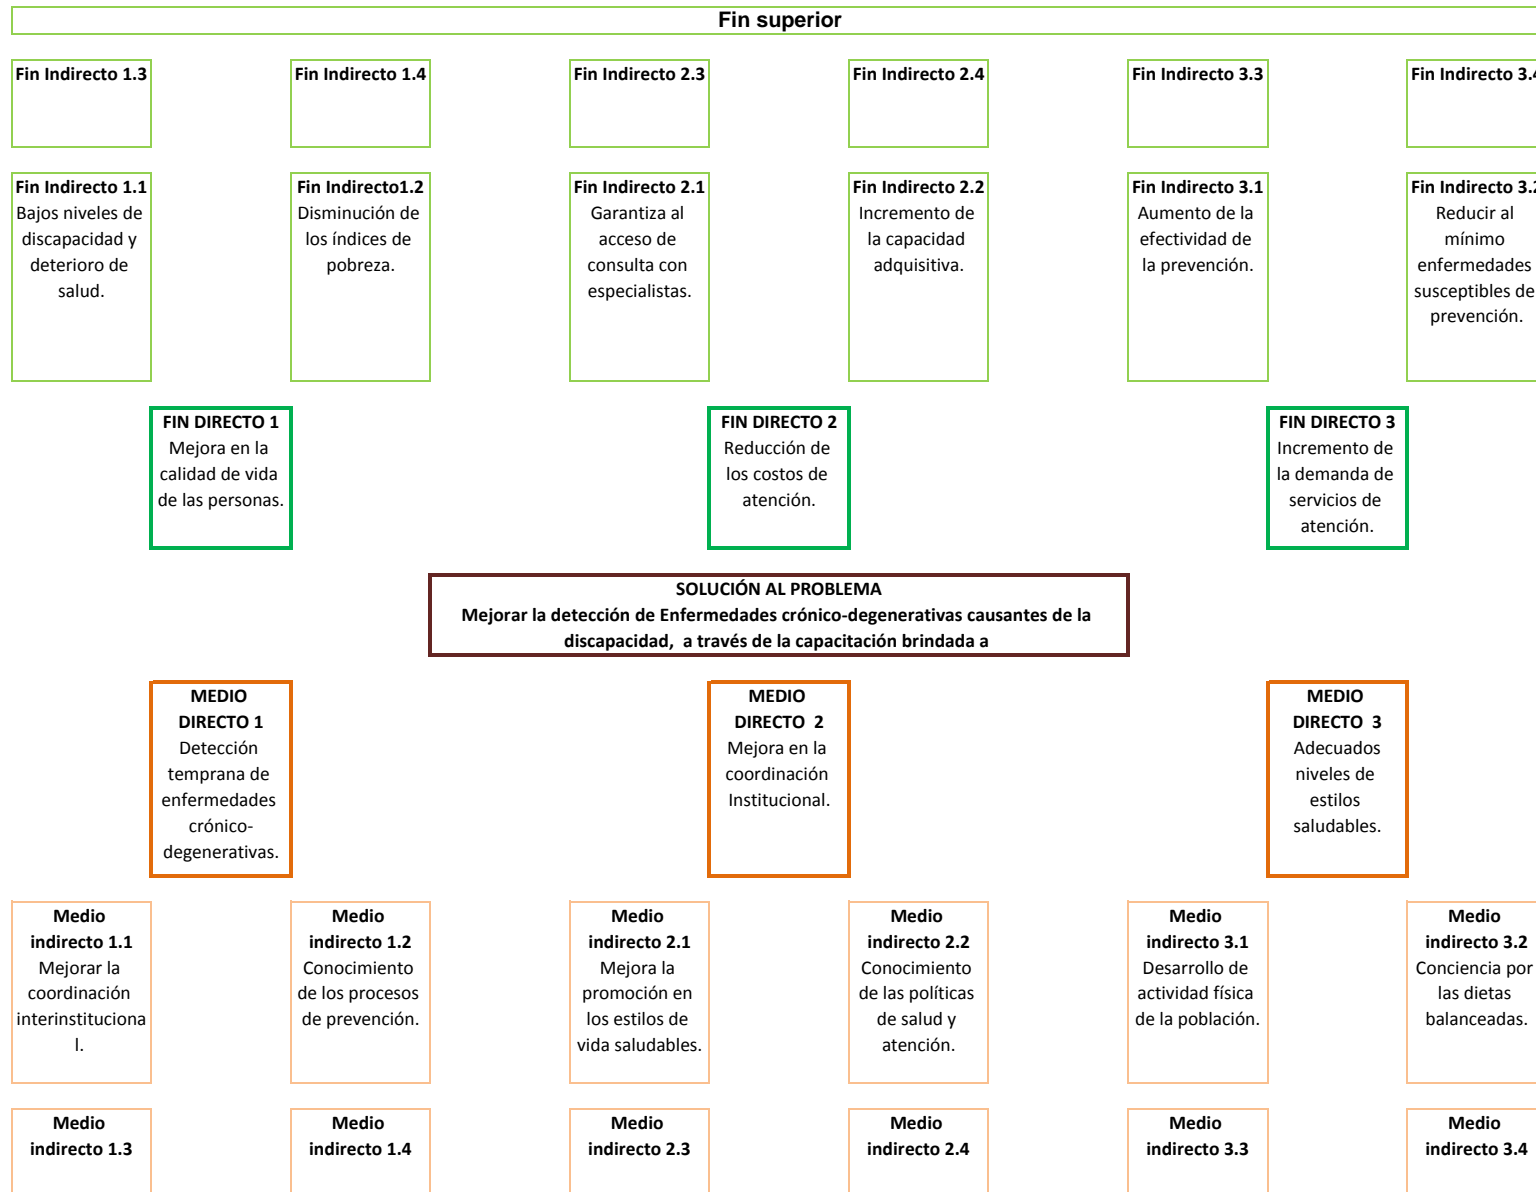 Fin superior
Fin Indirecto 1.3
Fin Indirecto 1.4
Fin Indirecto 2.3
Fin Indirecto 2.4
Fin Indirecto 3.3
Fin Indirecto 3.4
Fin Indirecto 1.1
Bajos niveles de
discapacidad y
deterioro de
salud.
Fin Indirecto1.2
Disminución de
los índices de
pobreza.
Fin Indirecto 2.1
Garantiza al
acceso de
consulta con
especialistas.
Fin Indirecto 2.2
Incremento de
la capacidad
adquisitiva.
Fin Indirecto 3.1
Aumento de la
efectividad de
la prevención.
Fin Indirecto 3.2
Reducir al
mínimo
enfermedades
susceptibles de
prevención.
FIN DIRECTO 1
Mejora en la
calidad de vida
de las personas.
FIN DIRECTO 2
Reducción de
los costos de
atención.
FIN DIRECTO 3
Incremento de
la demanda de
servicios de
atención.
SOLUCIÓN AL PROBLEMA
Mejorar la detección de Enfermedades crónico-degenerativas causantes de la
discapacidad, a través de la capacitación brindada a
MEDIO
DIRECTO 1
Detección
temprana de
enfermedades
crónico-
degenerativas.
MEDIO
DIRECTO 2
Mejora en la
coordinación
Institucional.
MEDIO
DIRECTO 3
Adecuados
niveles de
estilos
saludables.
Medio
indirecto 1.1
Mejorar la
coordinación
interinstituciona
l.
Medio
indirecto 1.2
Conocimiento
de los procesos
de prevención.
Medio
indirecto 2.1
Mejora la
promoción en
los estilos de
vida saludables.
Medio
indirecto 2.2
Conocimiento
de las políticas
de salud y
atención.
Medio
indirecto 3.1
Desarrollo de
actividad física
de la población.
Medio
indirecto 3.2
Conciencia por
las dietas
balanceadas.
Medio
indirecto 1.3
Medio
indirecto 1.4
Medio
indirecto 2.3
Medio
indirecto 2.4
Medio
indirecto 3.3
Medio
indirecto 3.4